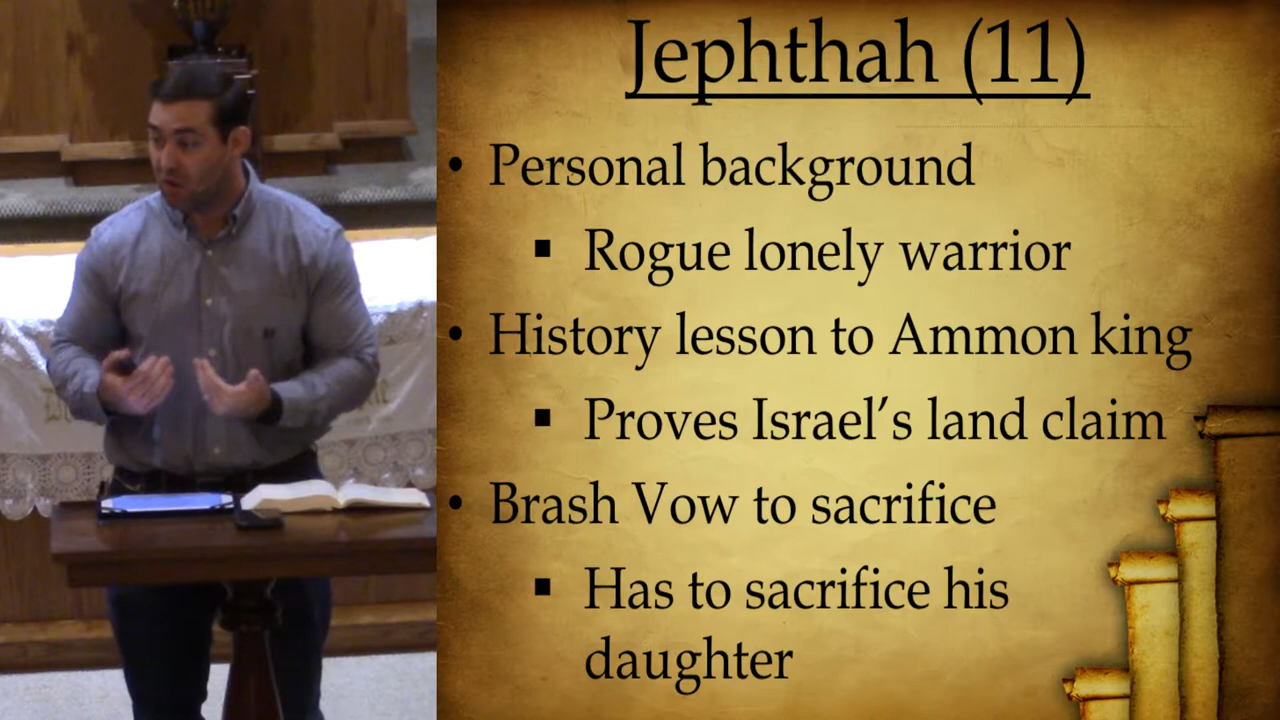 Jephthah (11)
• Personal background
▪ Rogue lonely warrior
• History lesson to Ammon king
▪ Proves Israel’s land claim
• Brash Vow to sacrifice
▪ Has to sacrifice his
daughter